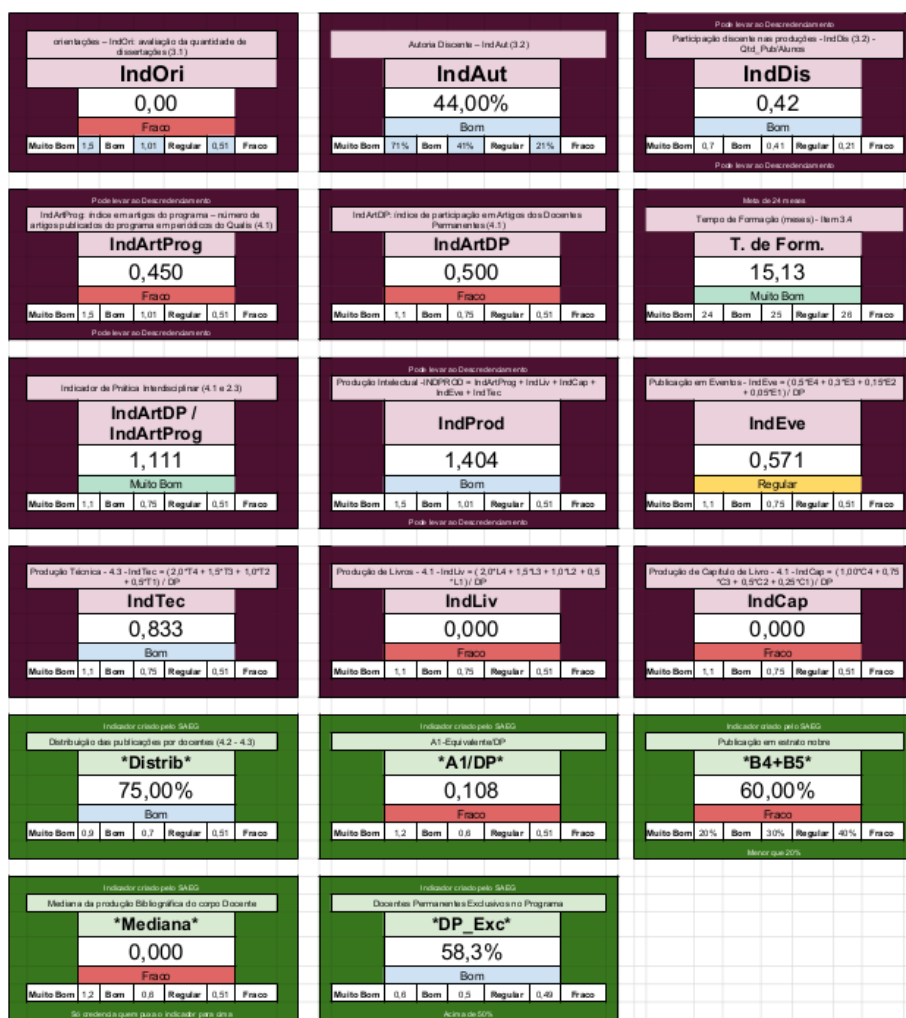 orientações – IndOri: avaliação da quantidade de
dissertações (3.1)
IndOri
0,00
Fraco
Muito Bom 1,5 Bom 1,01 Regular 0,51 Fraco
Autoria Discente – IndAut (3.2)
IndAut
44,00%
Bom
Muito Bom 71% Bom 41% Regular 21% Fraco
Pode levar ao Descredenciamento
Participação discente nas produções - IndDis (3.2) -
Qtd_Pub/Alunos
IndDis
0,42
Bom
Muito Bom 0,7 Bom 0,41 Regular 0,21 Fraco
Pode levar ao Descredenciamento
Pode levar ao Descredenciamento
IndArtProg: índice em artigos do programa – número de
artigos publicados do programa em periódicos do Qualis (4.1)
IndArtProg
0,450
Fraco
Muito Bom 1,5 Bom 1,01 Regular 0,51 Fraco
Pode levar ao Descredenciamento
IndArtDP: índice de participação em Artigos dos Docentes
Permanentes (4.1)
IndArtDP
0,500
Fraco
Muito Bom 1,1 Bom 0,75 Regular 0,51 Fraco
Meta de 24 meses
Tempo de Formação (meses) - Item 3.4
T. de Form.
15,13
Muito Bom
Muito Bom 24 Bom 25 Regular 26 Fraco
Indicador de Prática Interdisciplinar (4.1 e 2.3)
IndArtDP /
IndArtProg
1,111
Muito Bom
Muito Bom 1,1 Bom 0,75 Regular 0,51 Fraco
Pode levar ao Descredenciamento
Produção Intelectual -INDPROD = IndArtProg + IndLiv + IndCap +
IndEve + IndTec
IndProd
1,404
Bom
Muito Bom 1,5 Bom 1,01 Regular 0,51 Fraco
Pode levar ao Descredenciamento
Publicação em Eventos - IndEve = (0,5*E4 + 0,3*E3 + 0,15*E2
+ 0,05*E1) / DP
IndEve
0,571
Regular
Muito Bom 1,1 Bom 0,75 Regular 0,51 Fraco
Produção Técnica - 4.3 - IndTec = (2,0*T4 + 1,5*T3 + 1,0*T2
+ 0,5*T1) / DP
IndTec
0,833
Bom
Muito Bom 1,1 Bom 0,75 Regular 0,51 Fraco
Produção de Livros - 4.1 - IndLiv = ( 2,0*L4 + 1,5*L3 + 1,0*L2 + 0,5
*L1) / DP
IndLiv
0,000
Fraco
Muito Bom 1,1 Bom 0,75 Regular 0,51 Fraco
Produção de Capítulo de Livro - 4.1 - IndCap = (1,00*C4 + 0,75
*C3 + 0,5*C2 + 0,25*C1) / DP
IndCap
0,000
Fraco
Muito Bom 1,1 Bom 0,75 Regular 0,51 Fraco
Indicador criado pelo SAEG
Distribuição das publicações por docentes (4.2 - 4.3)
*Distrib*
75,00%
Bom
Muito Bom 0,9 Bom 0,7 Regular 0,51 Fraco
Indicador criado pelo SAEG
A1-Equivalente/DP
*A1/DP*
0,108
Fraco
Muito Bom 1,2 Bom 0,6 Regular 0,51 Fraco
Indicador criado pelo SAEG
Publicação em estrato nobre
*B4+B5*
60,00%
Fraco
Muito Bom 20% Bom 30% Regular 40% Fraco
Menor que 20%
Indicador criado pelo SAEG
Mediana da produção Bibliográfica do corpo Docente
*Mediana*
0,000
Fraco
Muito Bom 1,2 Bom 0,6 Regular 0,51 Fraco
Só credencia quem puxa o indicador para cima
Indicador criado pelo SAEG
Docentes Permanentes Exclusivos no Programa
*DP_Exc*
58,3%
Bom
Muito Bom 0,6 Bom 0,5 Regular 0,49 Fraco
Acima de 50%